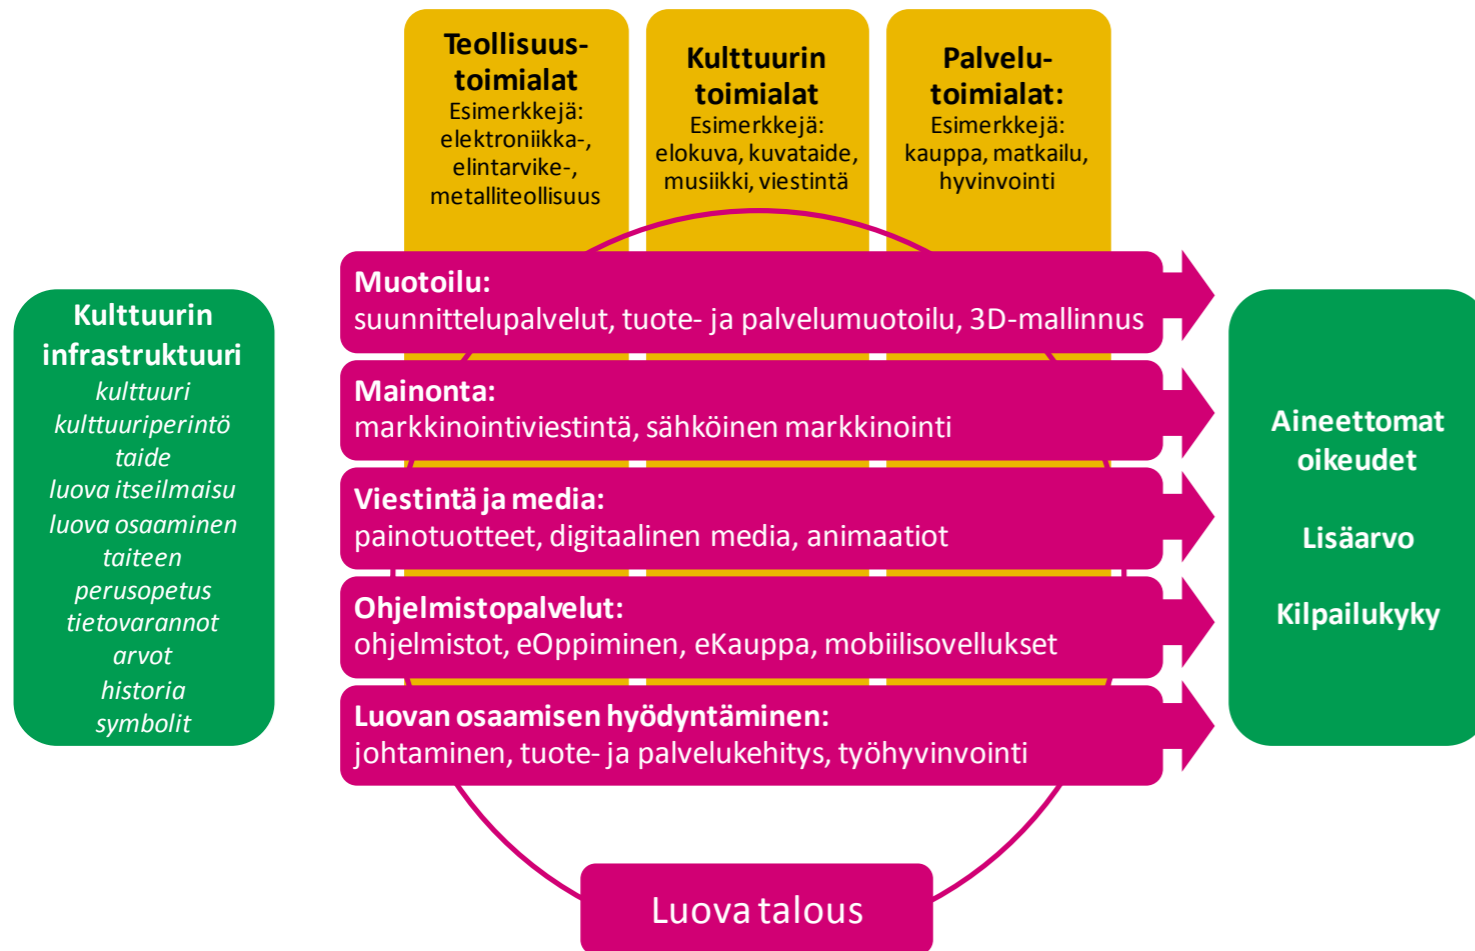 Teollisuus-
toimialat
Esimerkkejä:
elektroniikka-,
elintarvike-,
metalliteollisuus
Kulttuurin
toimialat
Esimerkkejä:
elokuva, kuvataide,
musiikki, viestintä
Palvelu-
toimialat:
Esimerkkejä:
kauppa, matkailu,
hyvinvointi
Kulttuurin
infrastruktuuri
kulttuuri
kulttuuriperintö
taide
luova itseilmaisu
luova osaaminen
taiteen
perusopetus
tietovarannot
arvot
historia
symbolit
Muotoilu:
suunnittelupalvelut, tuote- ja palvelumuotoilu, 3D-mallinnus
Mainonta:
markkinointiviestintä, sähköinen markkinointi
Viestintä ja media:
painotuotteet, digitaalinen media, animaatiot
Ohjelmistopalvelut:
ohjelmistot, eOppiminen, eKauppa, mobiilisovellukset
Luovan osaamisen hyödyntäminen:
johtaminen, tuote- ja palvelukehitys, työhyvinvointi
Aineettomat
oikeudet
Lisäarvo
Kilpailukyky
Luova talous